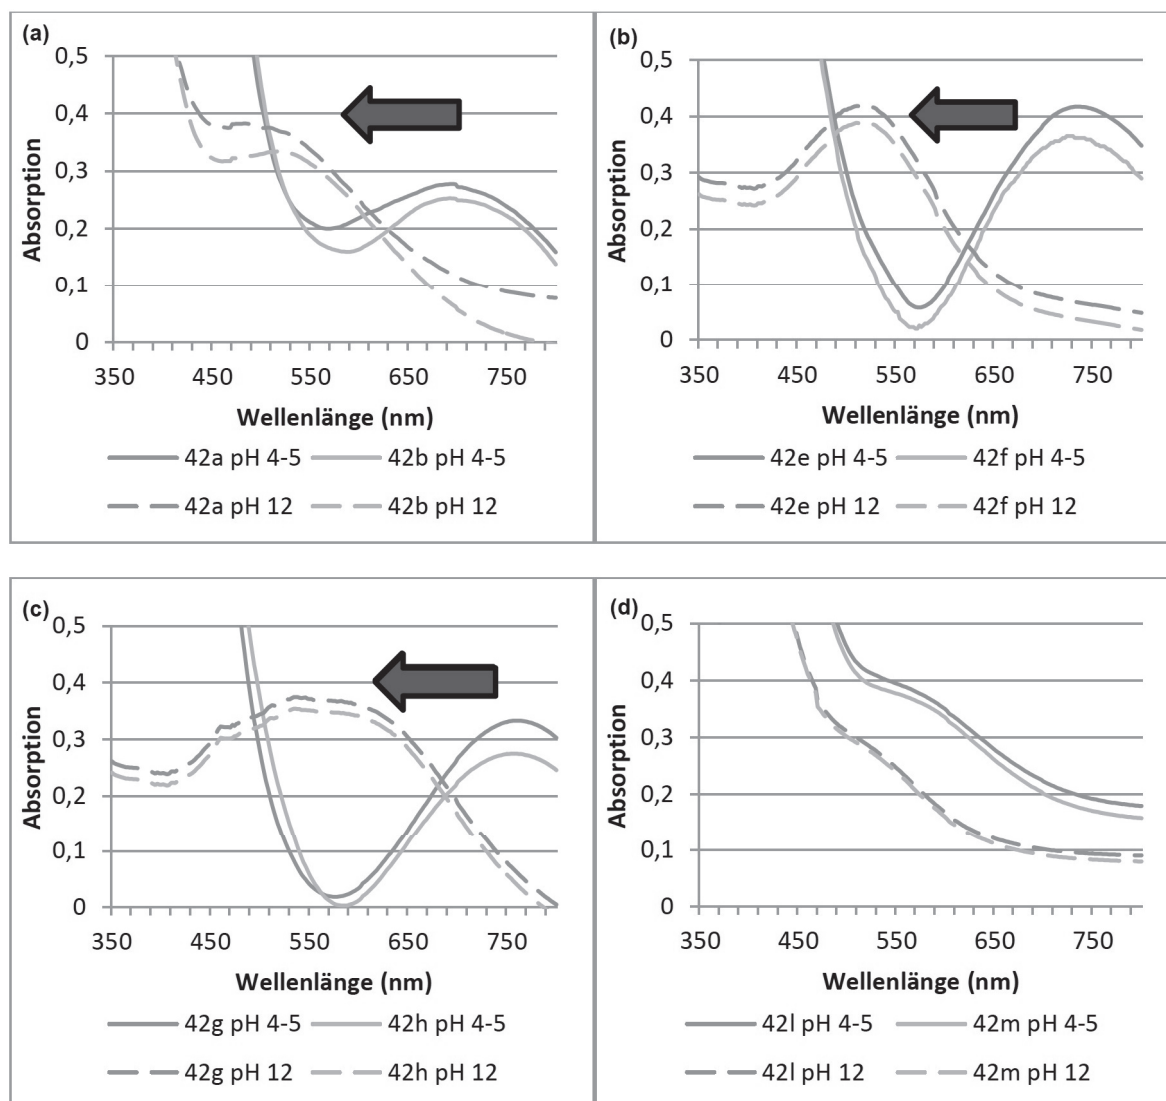 (a)
0,5
0,4
0,3
0,2
0,1
0
Absorption
350 450 550 650 750
Wellenlänge (nm)
42a pH 4-5 42b pH 4-5
42a pH 12 42b pH 12
(b)
0,5
0,4
0,3
0,2
0,1
0
Absorption
350 450 550 650 750
Wellenlänge (nm)
42e pH 4-5 42f pH 4-5
42e pH 12 42f pH 12
(c)
0,5
0,4
0,3
0,2
0,1
0
Absorption
350 450 550 650 750
Wellenlänge (nm)
42g pH 4-5 42h pH 4-5
42g pH 12 42h pH 12
(d)
0,5
0,4
0,3
0,2
0,1
0
Absorption
350 450 550 650 750
Wellenlänge (nm)
42l pH 4-5 42m pH 4-5
42l pH 12 42m pH 12